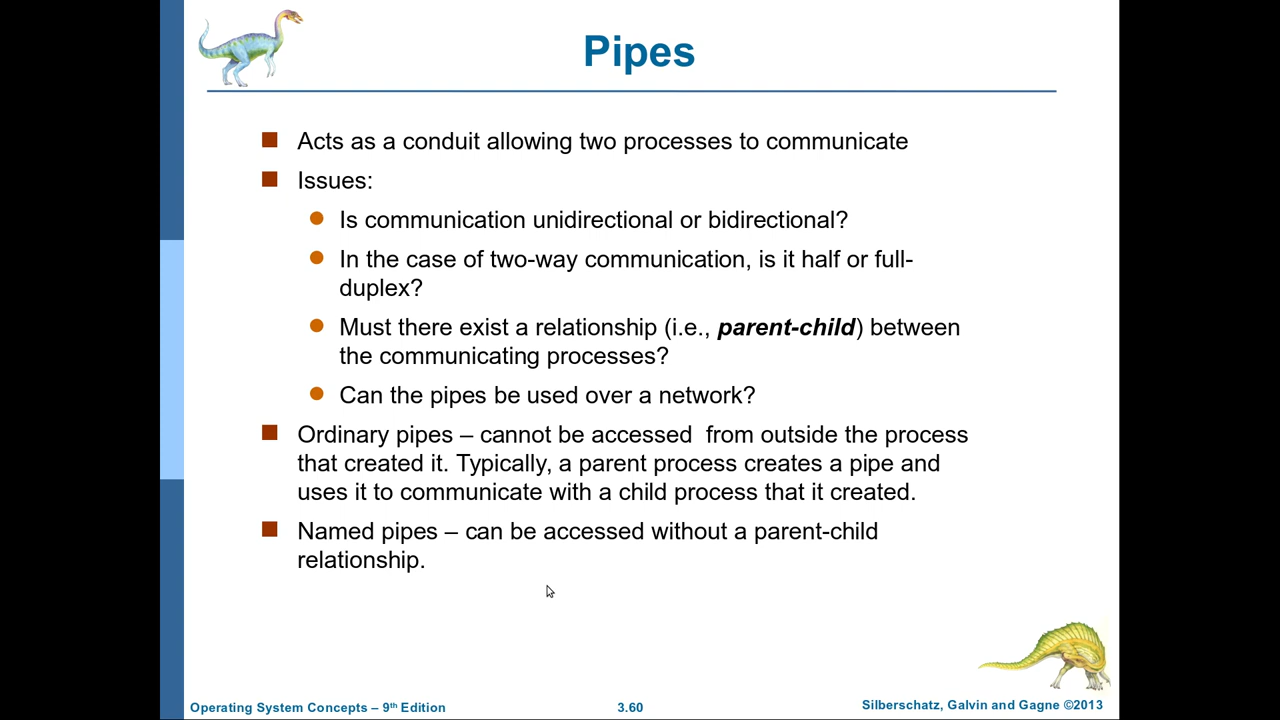 Pipes
Acts as a conduit allowing two processes to communicate
Issues:
Is communication unidirectional or bidirectional?
In the case of two-way communication, is it half or full-
duplex?
Must there exist a relationship (i.e., parent-child) between
the communicating processes?
Can the pipes be used over a network?
Ordinary pipes – cannot be accessed  from outside the process
that created it. Typically, a parent process creates a pipe and
uses it to communicate with a child process that it created.
Named pipes – can be accessed without a parent-child
relationship.
Operating System Concepts – 9th Edition
3.60
Silberschatz, Galvin and Gagne ©2013